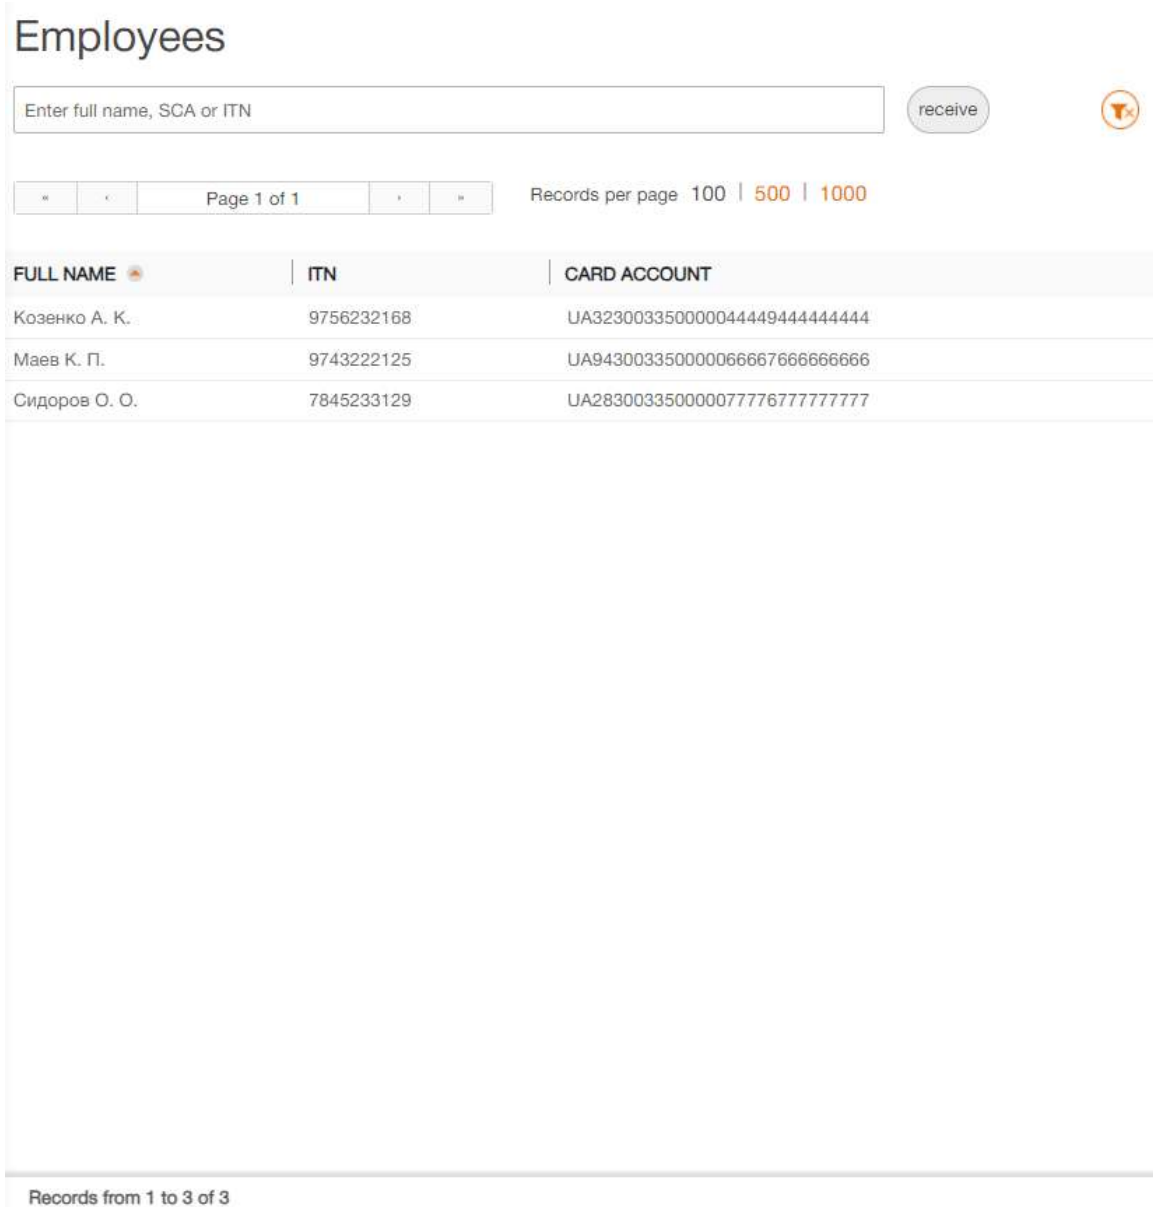 Employees
Enter full name, SCA or ITN
receive
« ‹ Page 1 of 1 › » Records per page 100 | 500 | 1000
FULL NAME ITN CARD ACCOUNT
Козенко А. К. 9756232168 UA323003350000044449444444444
Маев К. П. 9743222125 UA943003350000066667666666666
Сидоров О. О. 7845233129 UA283003350000077776777777777
Records from 1 to 3 of 3